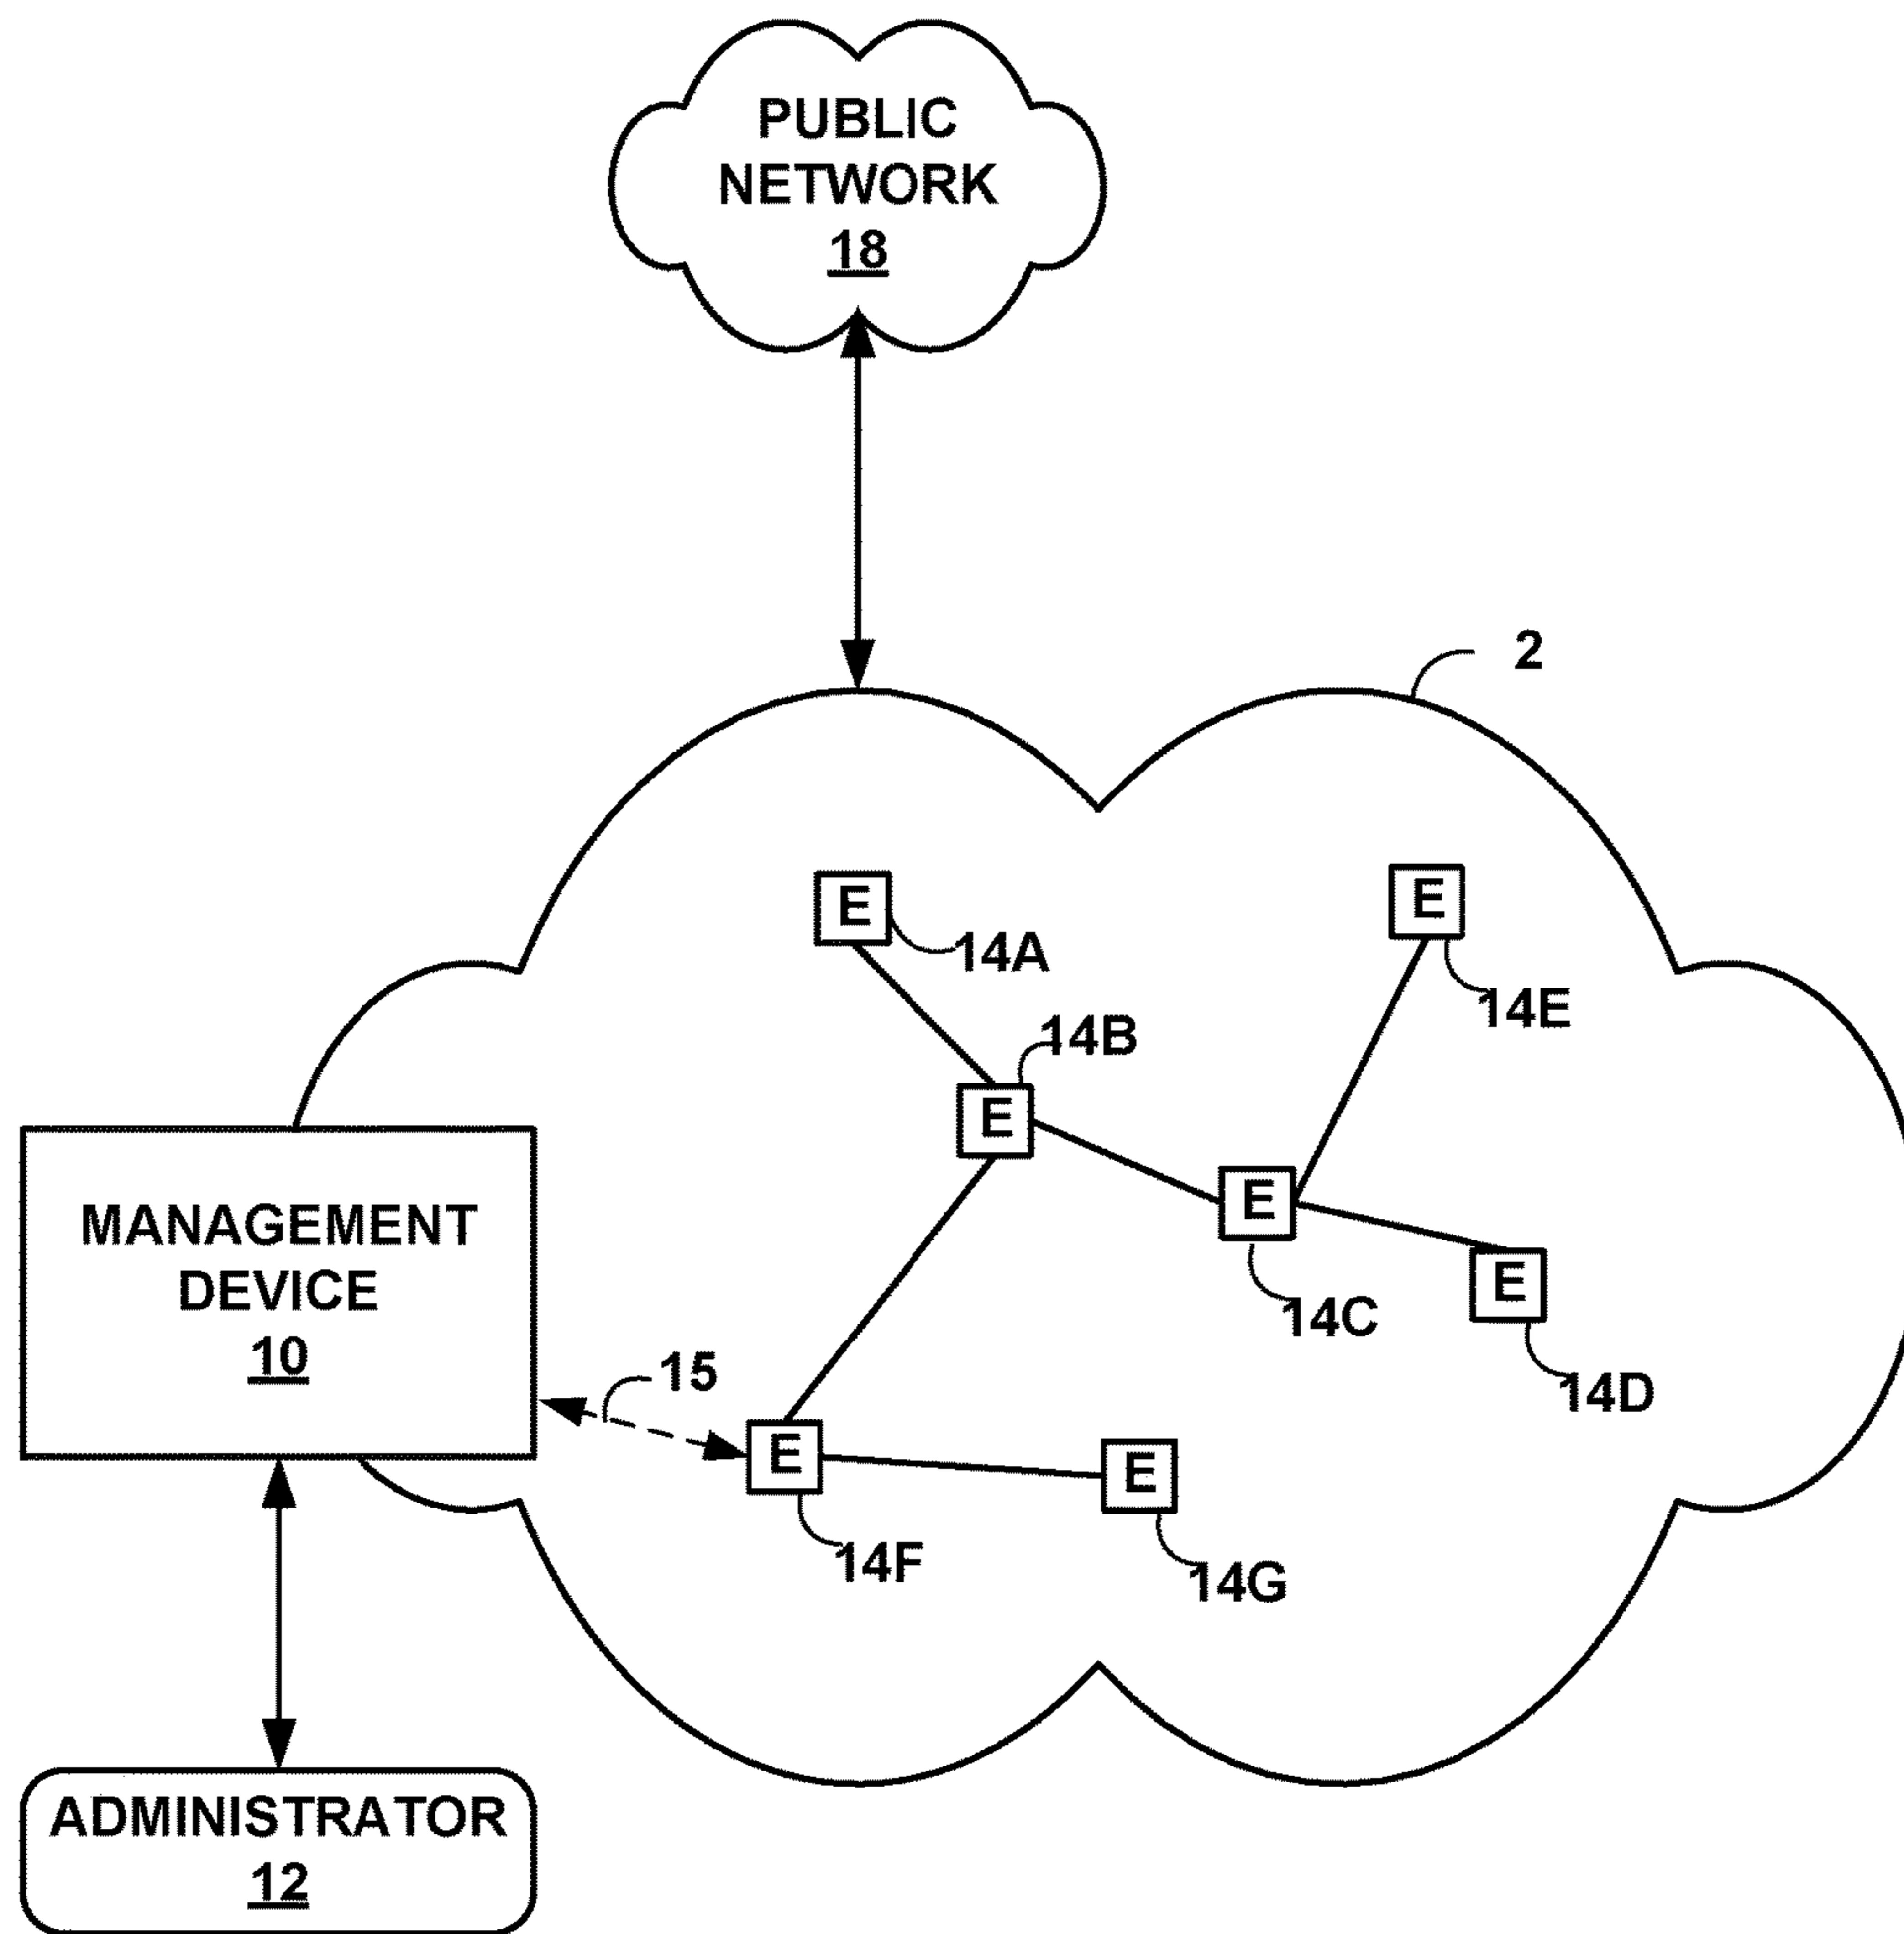 PUBLIC
NETWORK
18
2
E
14A
E
14E
14B
E
E
14C
E
14D
MANAGEMENT
DEVICE
10
15
E
14F
E
14G
ADMINISTRATOR
12